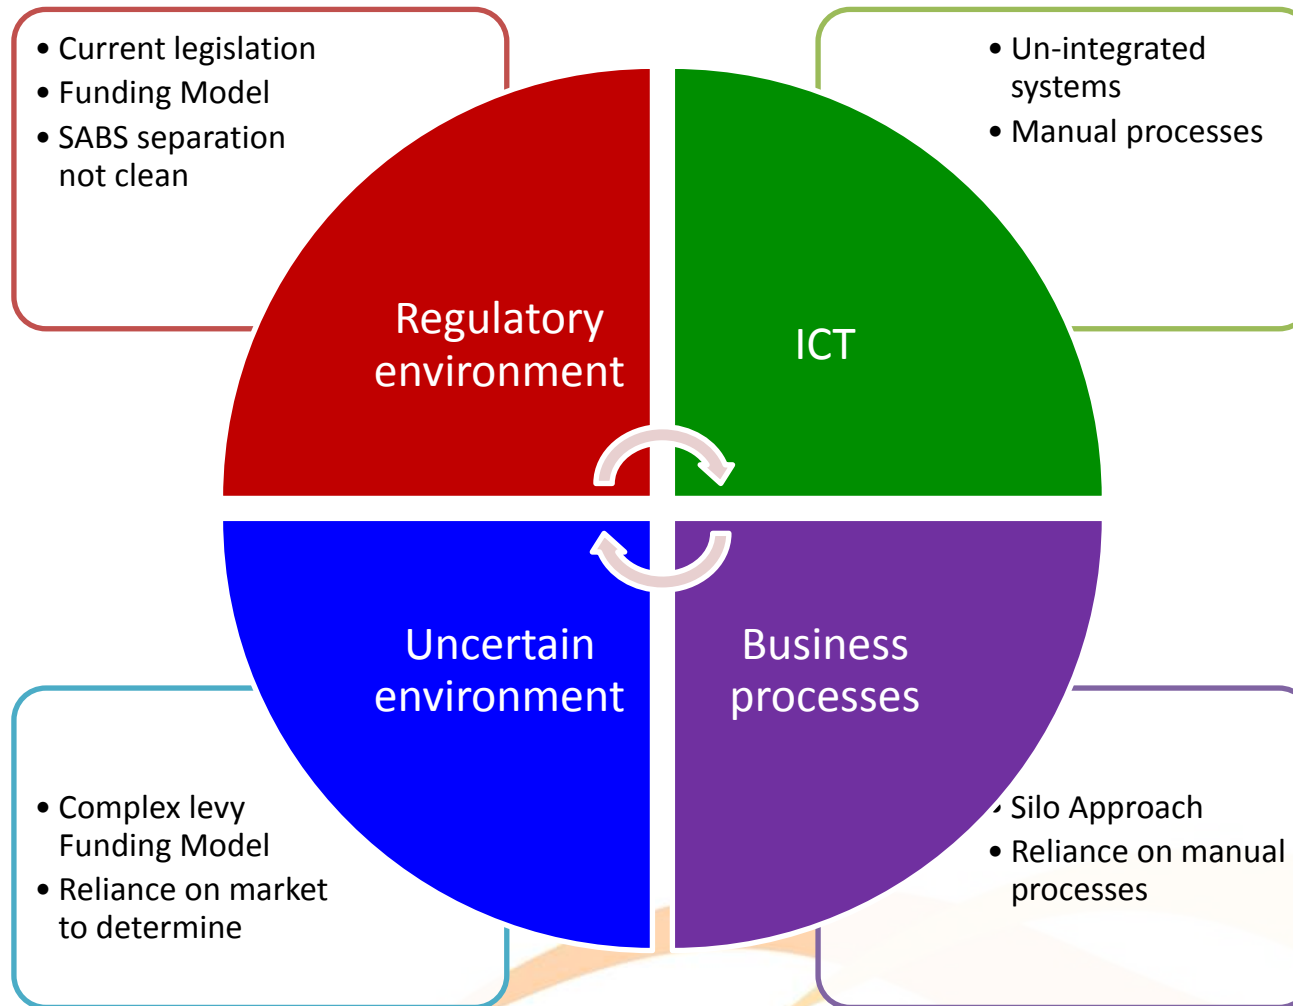 • Current legislation
• Funding Model
• SABS separation
not clean
• Un-integrated
systems
• Manual processes
Regulatory
environment
ICT
Uncertain
environment
Business
processes
• Complex levy
Funding Model
• Reliance on market
to determine
• Silo Approach
• Reliance on manual
processes